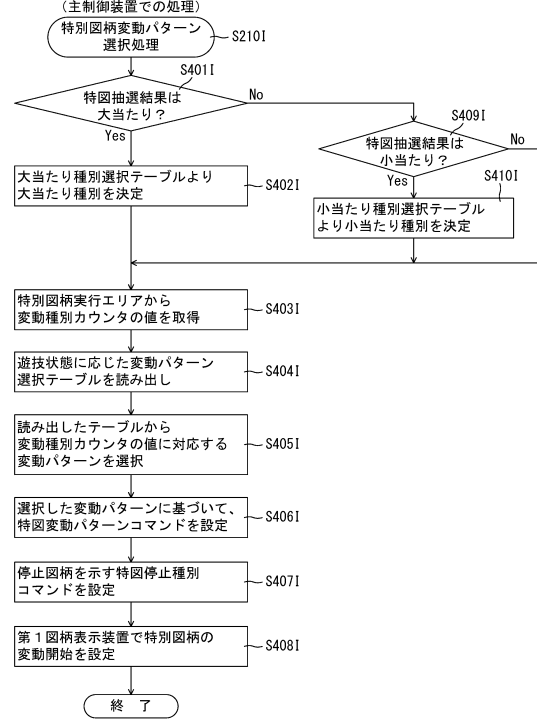 (主制御装置での処理)
特別図柄変動パターン
選択処理
S210I
S401I
特図抽選結果は
大当たり?
No
Yes
S409I
特図抽選結果は
小当たり?
No
Yes
大当たり種別選択テーブルより
大当たり種別を決定
S402I
S410I
小当たり種別選択テーブル
より小当たり種別を決定
特別図柄実行エリアから
変動種別カウンタの値を取得
S403I
遊技状態に応じた変動パターン
選択テーブルを読み出し
S404I
読み出したテーブルから
変動種別カウンタの値に対応する
変動パターンを選択
S405I
選択した変動パターンに基づいて、
特図変動パターンコマンドを設定
S406I
停止図柄を示す特図停止種別
コマンドを設定
S407I
第1図柄表示装置で特別図柄の
変動開始を設定
S408I
終 了